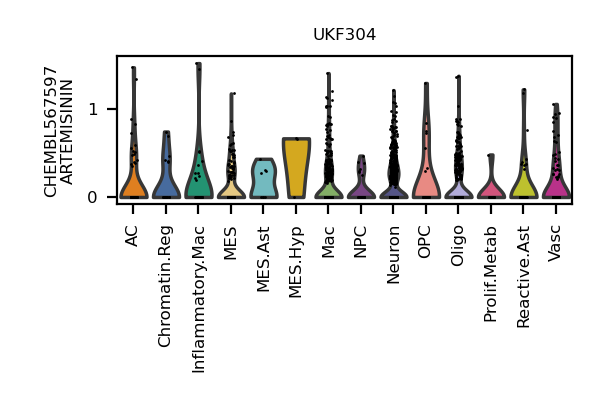 UKF304
CHEMBL567597
ARTEMISININ
1
0
AC
Chromatin.Reg
Inflammatory.Mac
MES
MES.Ast
MES.Hyp
Mac
NPC
Neuron
OPC
Oligo
Prolif.Metab
Reactive.Ast
Vasc